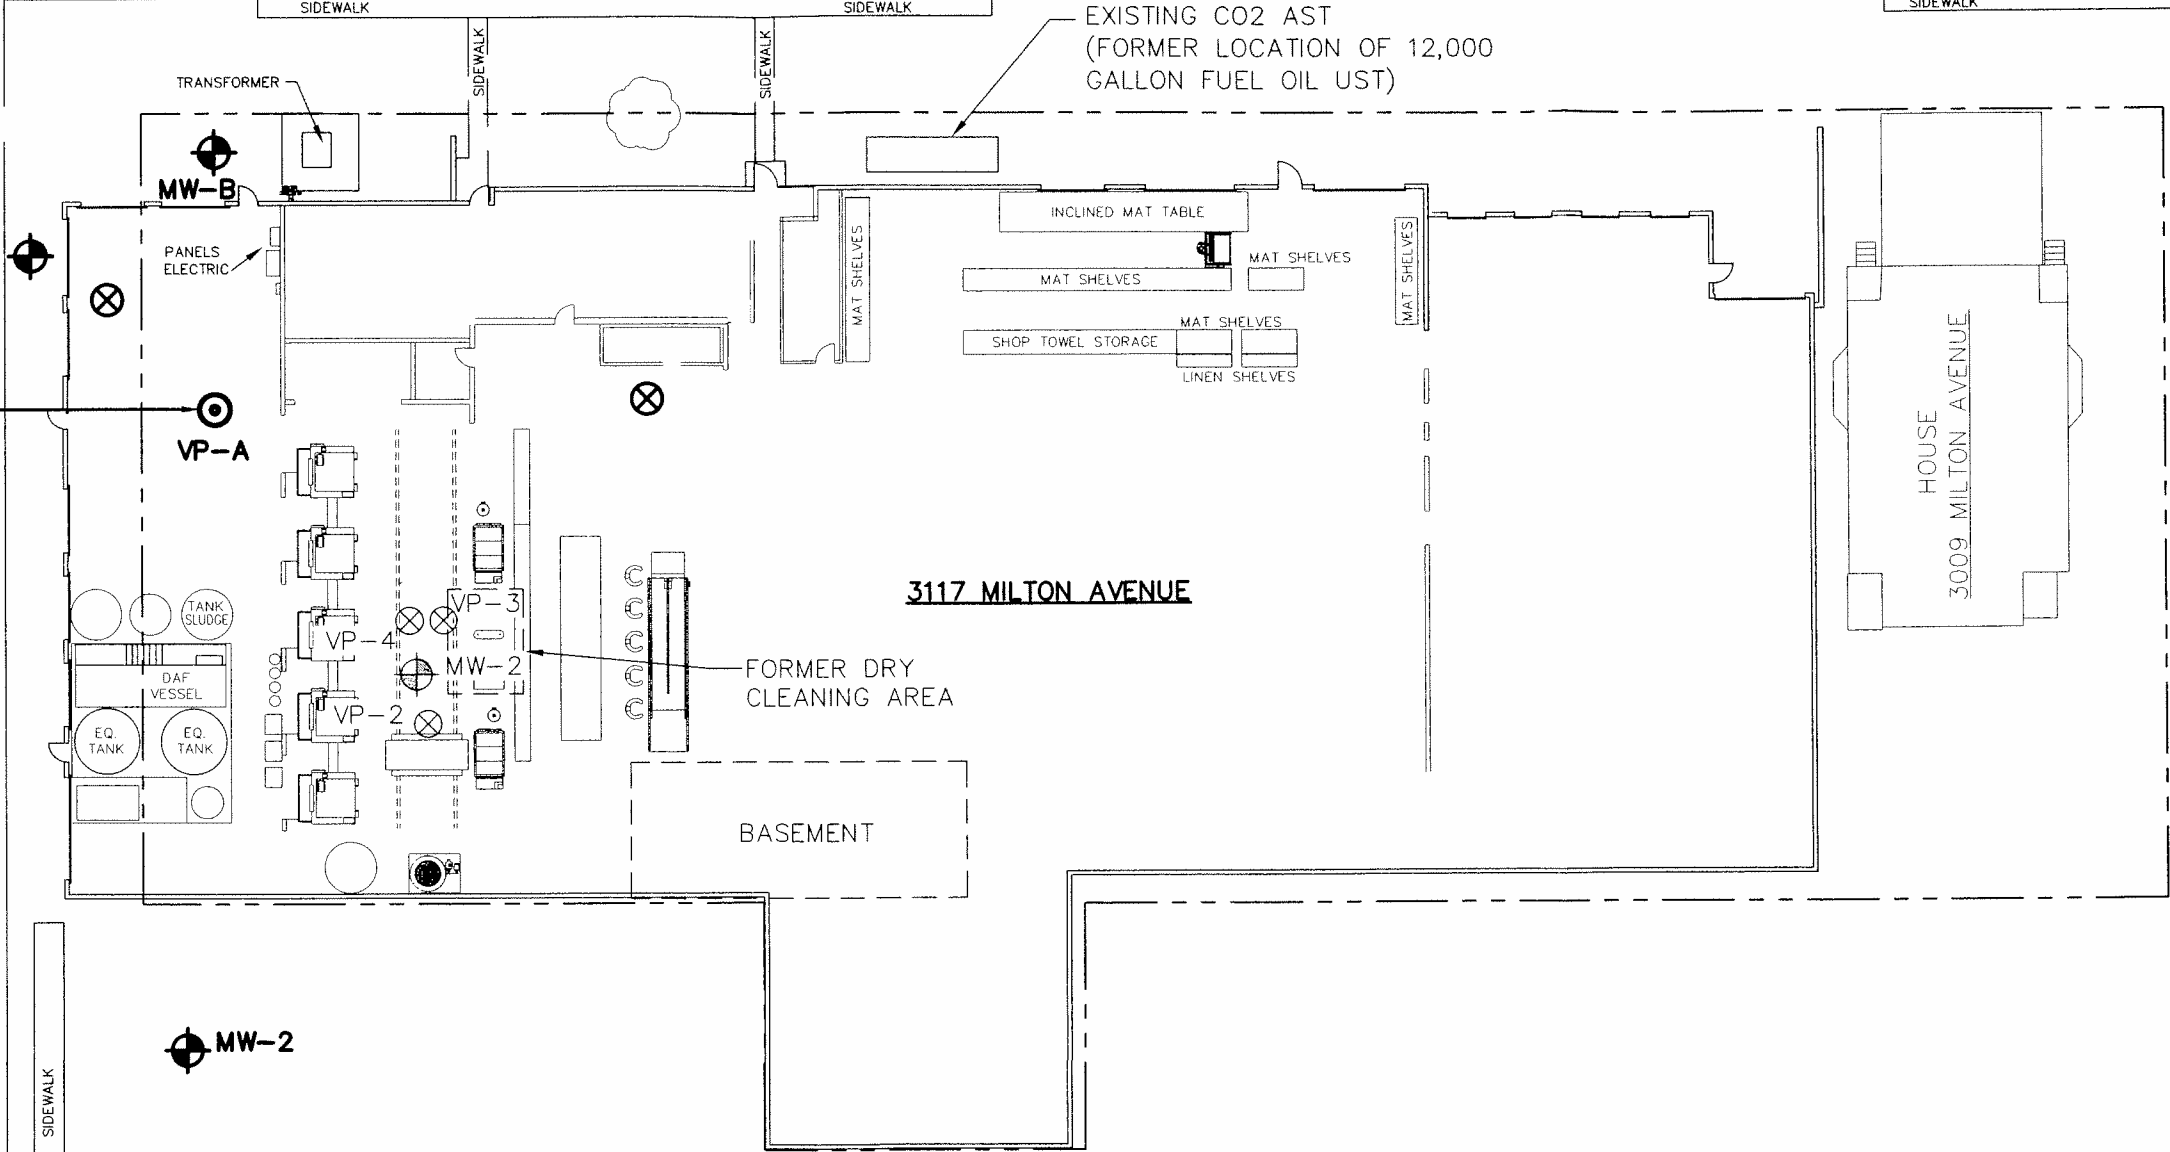 SIDEWALK
SIDEWALK
SIDEWALK
EXISTING CO2 AST
(FORMER LOCATION OF 12,000
GALLON FUEL OIL UST)
SIDEWALK
SIDEWALK
TRANSFORMER
MW-B
PANELS
ELECTRIC
MAT SHELVES
INCLINED MAT TABLE
MAT SHELVES
MAT SHELVES
MAT SHELVES
MAT SHELVES
SHOP TOWEL STORAGE
LINEN SHELVES
HOUSE
3009 MILTON AVENUE
VP-A
3117 MILTON AVENUE
VP-3
TANK
SLUDGE
VP-4
MW-2
FORMER DRY
CLEANING AREA
DAF
VESSEL
VP-2
EQ.
TANK
EQ.
TANK
BASEMENT
MW-2
SIDEWALK